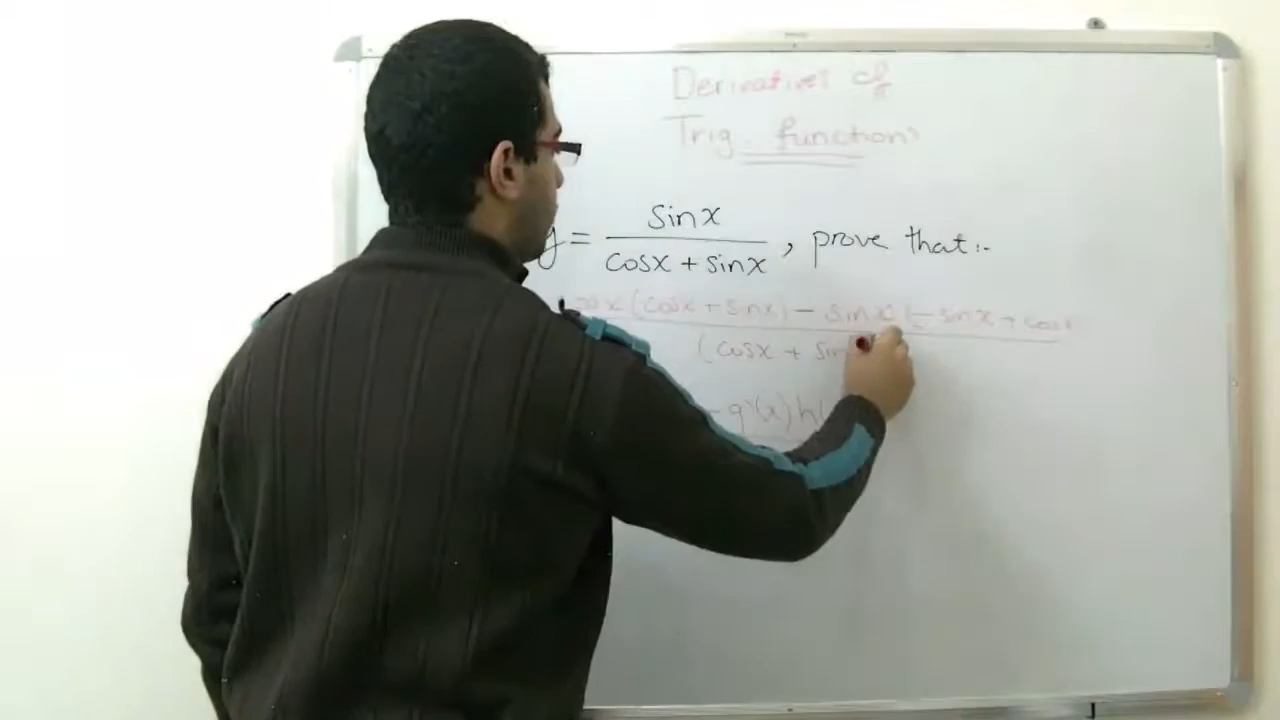 Derivatives of
Trig. functions
y = sinx / cosx + sinx , prove that:-
cosx (cosx + sinx) - sinx (-sinx + cosx
(cosx + sin
g'(x) h(